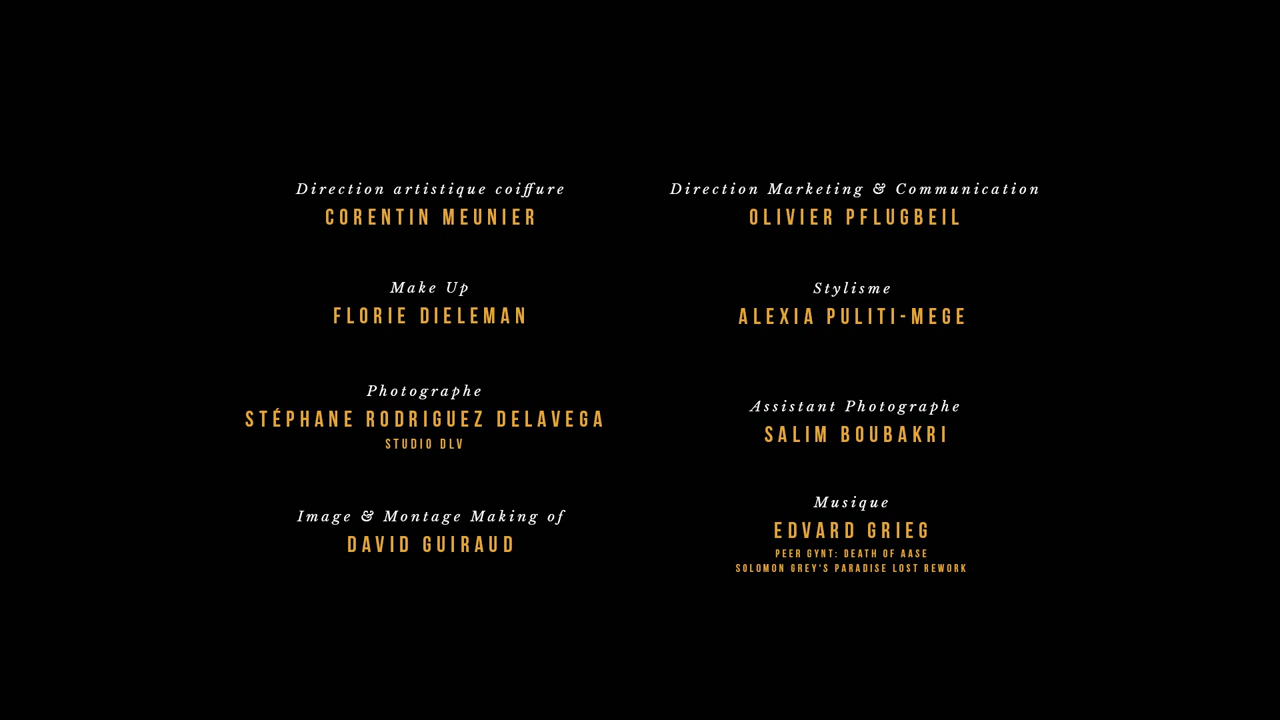 Direction artistique coiffure
CORENTIN MEUNIER
Direction Marketing & Communication
OLIVIER PFLUGBEIL
Make Up
FLORIE DIELEMAN
Stylisme
ALEXIA PULITI-MEGE
Photographe
STÉPHANE RODRIGUEZ DELAVEGA
STUDIO DLV
Assistant Photographe
SALIM BOUBAKRI
Image & Montage Making of
DAVID GUIRAUD
Musique
EDVARD GRIEG
PEER GYNT: DEATH OF AASE
SOLOMON GREY'S PARADISE LOST REWORK